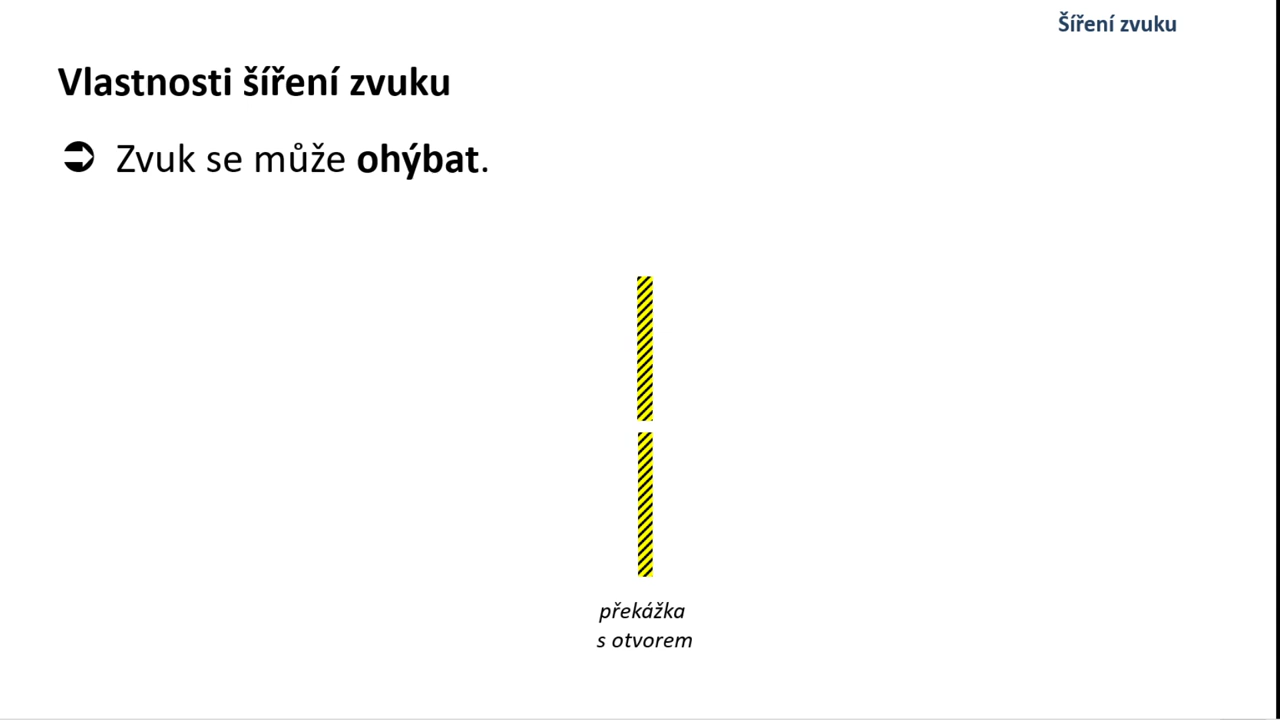 Šíření zvuku
Vlastnosti šíření zvuku
➲ Zvuk se může ohýbat.
překážka
s otvorem